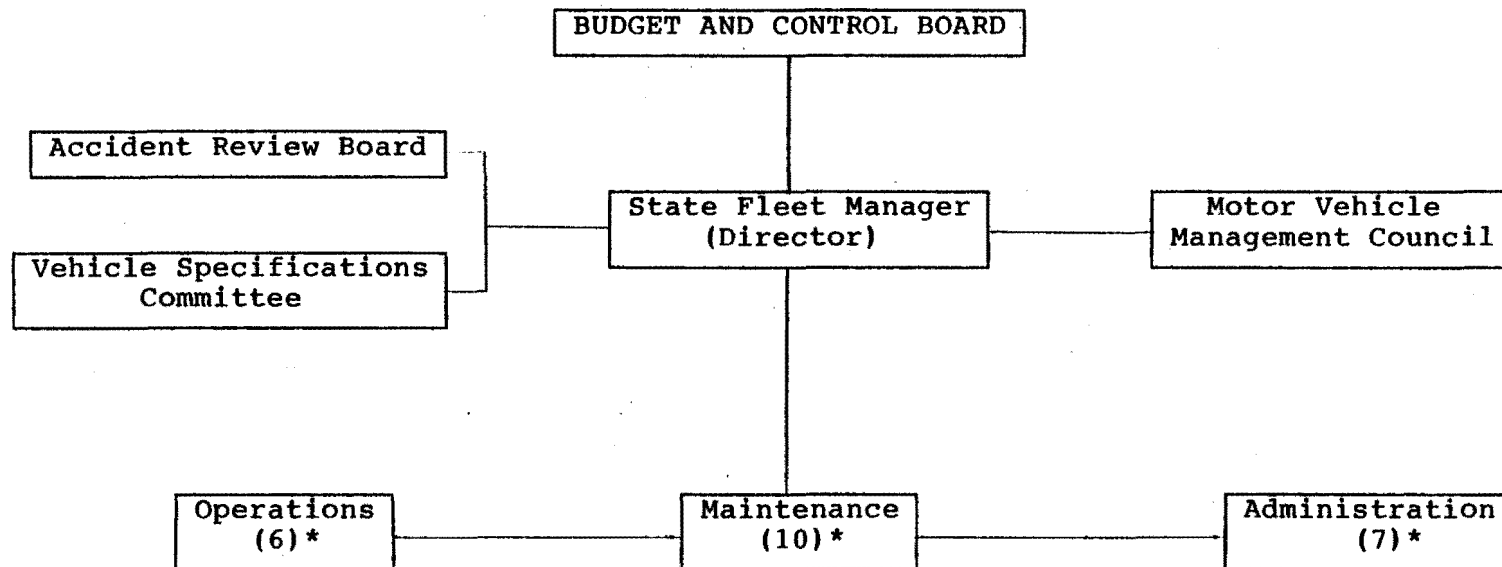 BUDGET AND CONTROL BOARD
Accident Review Board
State Fleet Manager
(Director)
Motor Vehicle
Management Council
Vehicle Specifications
Committee
Operations
(6)*
Maintenance
(10)*
Administration
(7)*